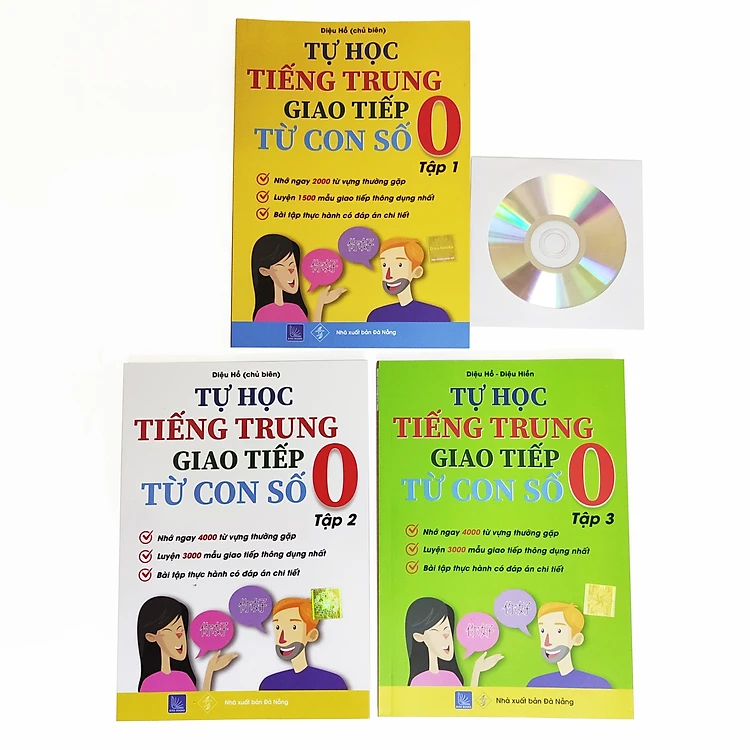 Diệu Hồ (chủ biên)
TỰ HỌC
TIẾNG TRUNG
GIAO TIẾP
TỪ CON SỐ 0
Tập 1
Nhớ ngay 2000 từ vựng thường gặp
Luyện 1500 mẫu giao tiếp thông dụng nhất
Bài tập thực hành có đáp án chi tiết
Nhà xuất bản Đà Nẵng
Diệu Hồ (chủ biên)
TỰ HỌC
TIẾNG TRUNG
GIAO TIẾP
TỪ CON SỐ 0
Tập 2
Nhớ ngay 4000 từ vựng thường gặp
Luyện 3000 mẫu giao tiếp thông dụng nhất
Bài tập thực hành có đáp án chi tiết
Nhà xuất bản Đà Nẵng
Diệu Hồ - Diệu Hiền
TỰ HỌC
TIẾNG TRUNG
GIAO TIẾP
TỪ CON SỐ 0
Tập 3
Nhớ ngay 4000 từ vựng thường gặp
Luyện 3000 mẫu giao tiếp thông dụng nhất
Bài tập thực hành có đáp án chi tiết
Nhà xuất bản Đà Nẵng